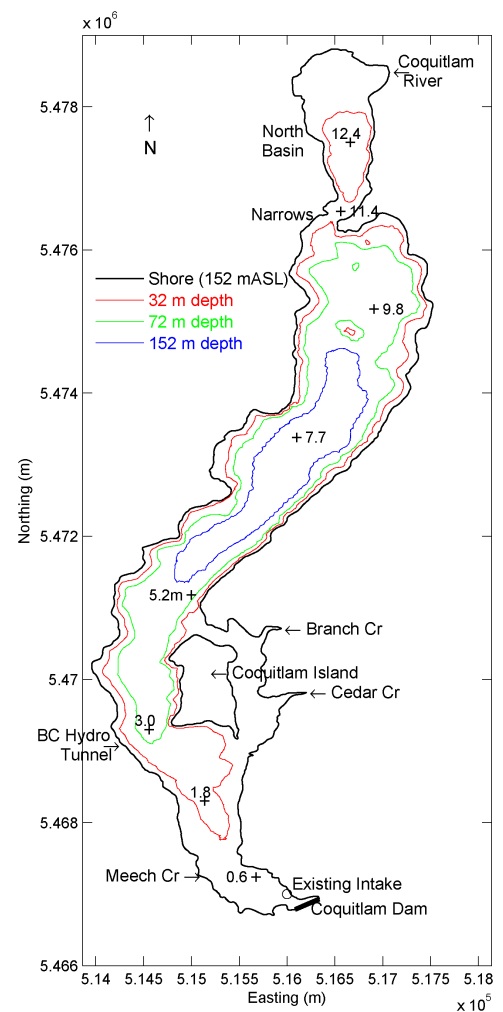 x 10⁶
Coquitlam
River
5.478
12.4
North
Basin
N
Narrows
11.4
5.476
Shore (152 mASL)
32 m depth
72 m depth
152 m depth
9.8
5.474
7.7
Northing (m)
5.472
5.2m
Branch Cr
Coquitlam Island
5.47
Cedar Cr
3.0
BC Hydro
Tunnel
1.8
5.468
Meech Cr
0.6
Existing Intake
Coquitlam Dam
5.466
5.14 5.145 5.15 5.155 5.16 5.165 5.17 5.175 5.18
Easting (m)
x 10⁵